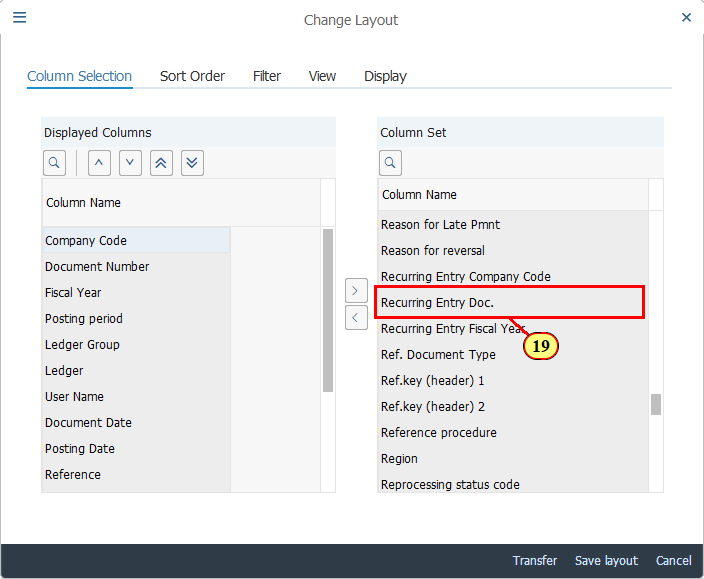 Change Layout
Column Selection Sort Order Filter View Display
Displayed Columns
Column Name
Company Code
Document Number
Fiscal Year
Posting period
Ledger Group
Ledger
User Name
Document Date
Posting Date
Reference
Column Set
Column Name
Reason for Late Pmnt
Reason for reversal
Recurring Entry Company Code
Recurring Entry Doc.
Recurring Entry Fiscal Year
19
Ref. Document Type
Ref.key (header) 1
Ref.key (header) 2
Reference procedure
Region
Reprocessing status code
Transfer Save layout Cancel